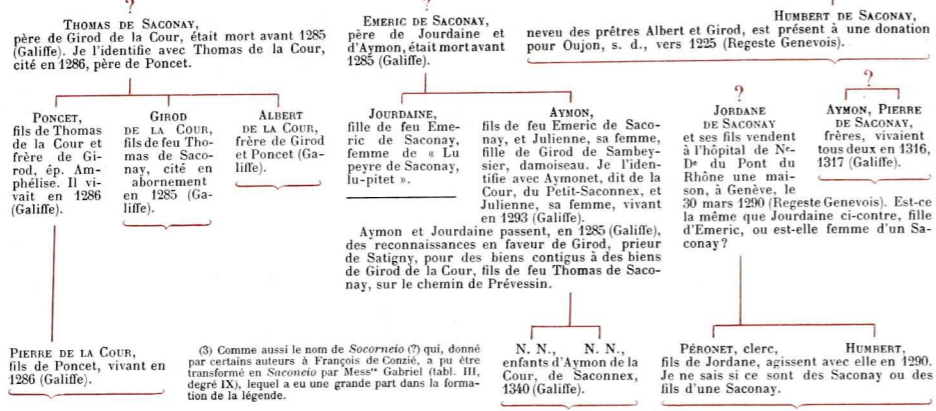 ?
THOMAS DE SACONAY,
père de Girod de la Cour, était mort avant 1285
(Galiffe). Je l'identifie avec Thomas de la Cour,
cité en 1286, père de Poncet.
?
EMERIC DE SACONAY,
père de Jourdaine et
d'Aymon, était mort avant
1285 (Galiffe).
HUMBERT DE SACONAY,
neveu des prêtres Albert et Girod, est présent à une donation
pour Oujon, s. d., vers 1225 (Regeste Genevois).
PONCET,
fils de Thomas
de la Cour et
frère de Gi-
rod, ép. Am-
phélise. Il vi-
vait en 1286
(Galiffe).
GIROD
DE LA COUR,
fils de feu Tho-
mas de Saco-
nay, cité en
abornement
en 1285 (Ga-
liffe).
ALBERT
DE LA COUR,
frère de Girod
et Poncet (Ga-
liffe).
JOURDAINE,
fille de feu Eme-
ric de Saconay,
femme de « Lu
peyre de Saconay,
lu-pitet ».
AYMON,
fils de feu Emeric de Saco-
nay, et Julienne, sa femme,
fille de Girod de Sambey-
sier, damoiseau. Je l'iden-
tifie avec Aymonet, dit de la
Cour, du Petit-Saconnex, et
Julienne, sa femme, vivant
en 1293 (Galiffe).
Aymon et Jourdaine passent, en 1285 (Galiffe),
des reconnaissances en faveur de Girod, prieur
de Satigny, pour des biens contigus à des biens
de Girod de la Cour, fils de feu Thomas de Saco-
nay, sur le chemin de Prévessin.
?
JORDANE
DE SACONAY
et ses fils vendent
à l'hôpital de Ne-
De du Pont du
Rhône une mai-
son, à Genève, le
30 mars 1290 (Regeste Genevois). Est-ce
la même que Jourdaine ci-contre, fille
d'Emeric, ou est-elle femme d'un Sa-
conay?
?
AYMON, PIERRE
DE SACONAY,
frères, vivaient
tous deux en 1316,
1317 (Galiffe).
PIERRE DE LA COUR,
fils de Poncet, vivant en
1286 (Galiffe).
(3) Comme aussi le nom de Socorneio (?) qui, donné
par certains auteurs à François de Conzié, a pu être
transformé en Saconeio par Messrs Gabriel (tabl. III,
degré IX), lequel a eu une grande part dans la forma-
tion de la légende.
N. N., N. N.,
enfants d'Aymon de la
Cour, de Saconnex,
1340 (Galiffe).
PÉRONET, clerc, HUMBERT,
fils de Jordane, agissent avec elle en 1290.
Je ne sais si ce sont des Saconay ou des
fils d'une Saconay.